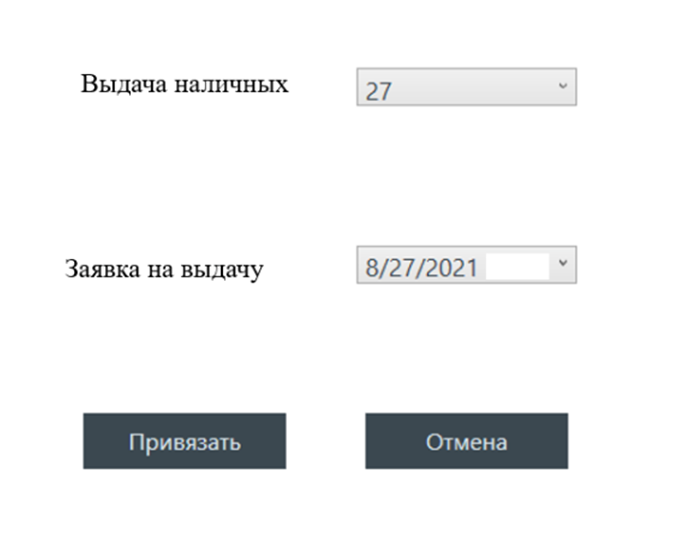 Выдача наличных 27
Заявка на выдачу 8/27/2021
Привязать Отмена